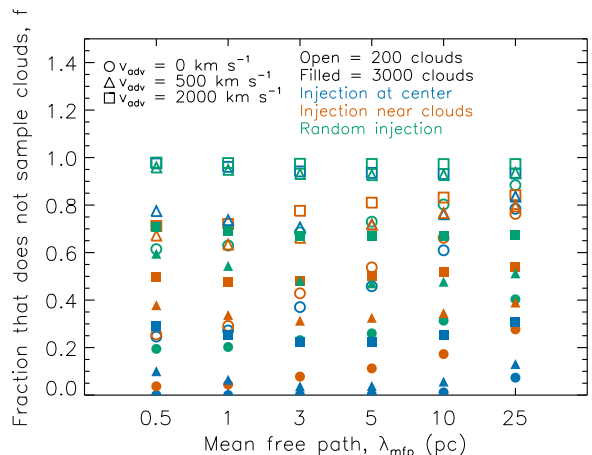 Fraction that does not sample clouds, f
1.4
1.2
1.0
0.8
0.6
0.4
0.2
0.0
v_adv = 0 km s⁻¹
v_adv = 500 km s⁻¹
v_adv = 2000 km s⁻¹
Open = 200 clouds
Filled = 3000 clouds
Injection at center
Injection near clouds
Random injection
0.5 1 3 5 10 25
Mean free path, λ_mfp (pc)